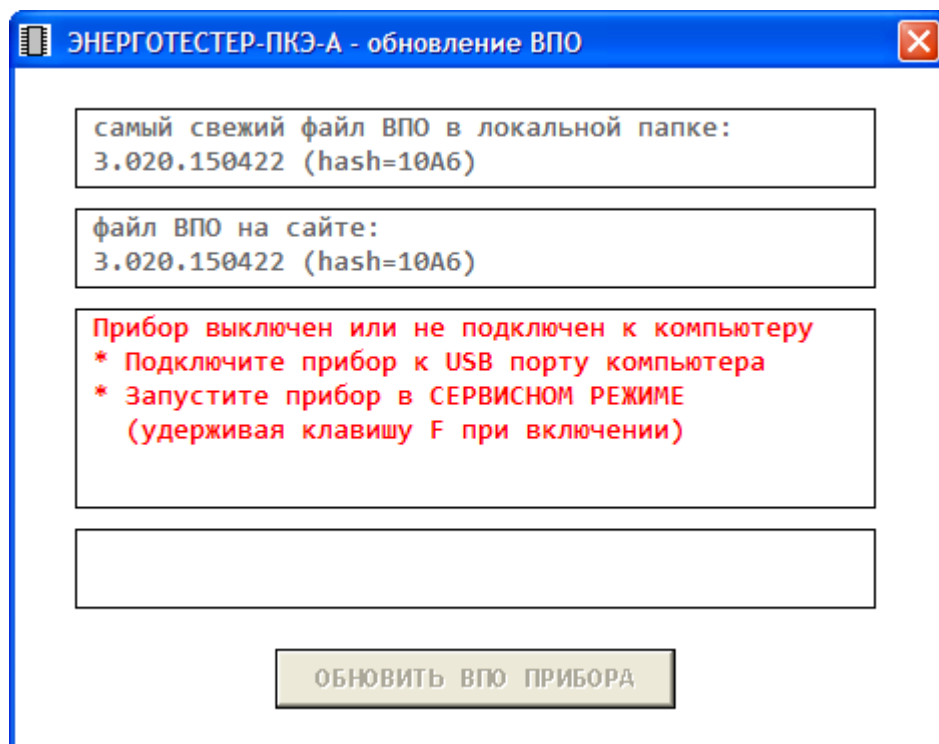 ЭНЕРГОТЕСТЕР-ПКЭ-А - обновление ВПО
самый свежий файл ВПО в локальной папке:
3.020.150422 (hash=10A6)
файл ВПО на сайте:
3.020.150422 (hash=10A6)
Прибор выключен или не подключен к компьютеру
* Подключите прибор к USB порту компьютера
* Запустите прибор в СЕРВИСНОМ РЕЖИМЕ
(удерживая клавишу F при включении)
ОБНОВИТЬ ВПО ПРИБОРА